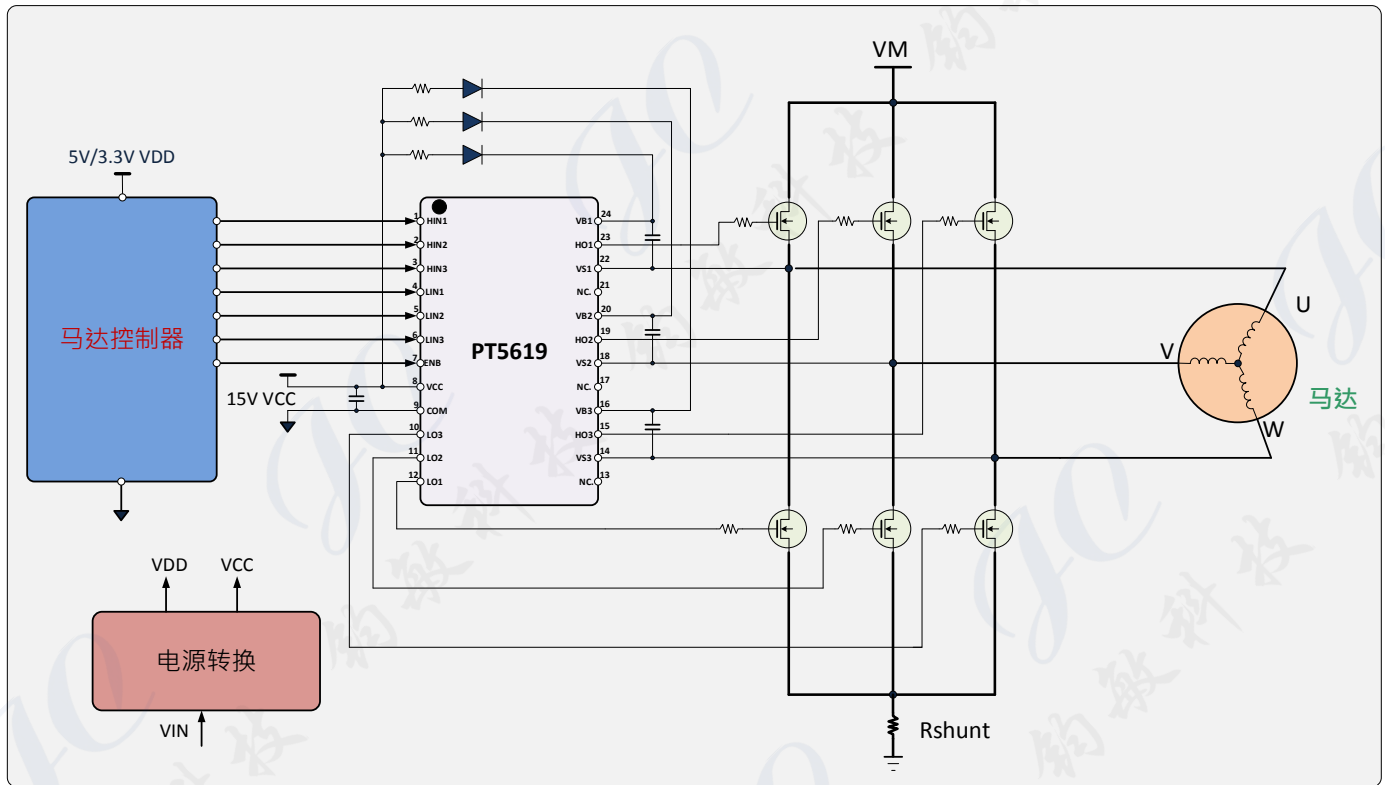 VM
5V/3.3V VDD
马达控制器
1 HIN1
2 HIN2
3 HIN3
4 LIN1
5 LIN2
6 LIN3
7 ENB
8 VCC
9 COM
10 LO3
11 LO2
12 LO1
PT5619
VB1 24
HO1 23
VS1 22
NC. 21
VB2 20
HO2 19
VS2 18
NC. 17
VB3 16
HO3 15
VS3 14
NC. 13
15V VCC
U
V
W
马达
VDD
VCC
电源转换
VIN
Rshunt